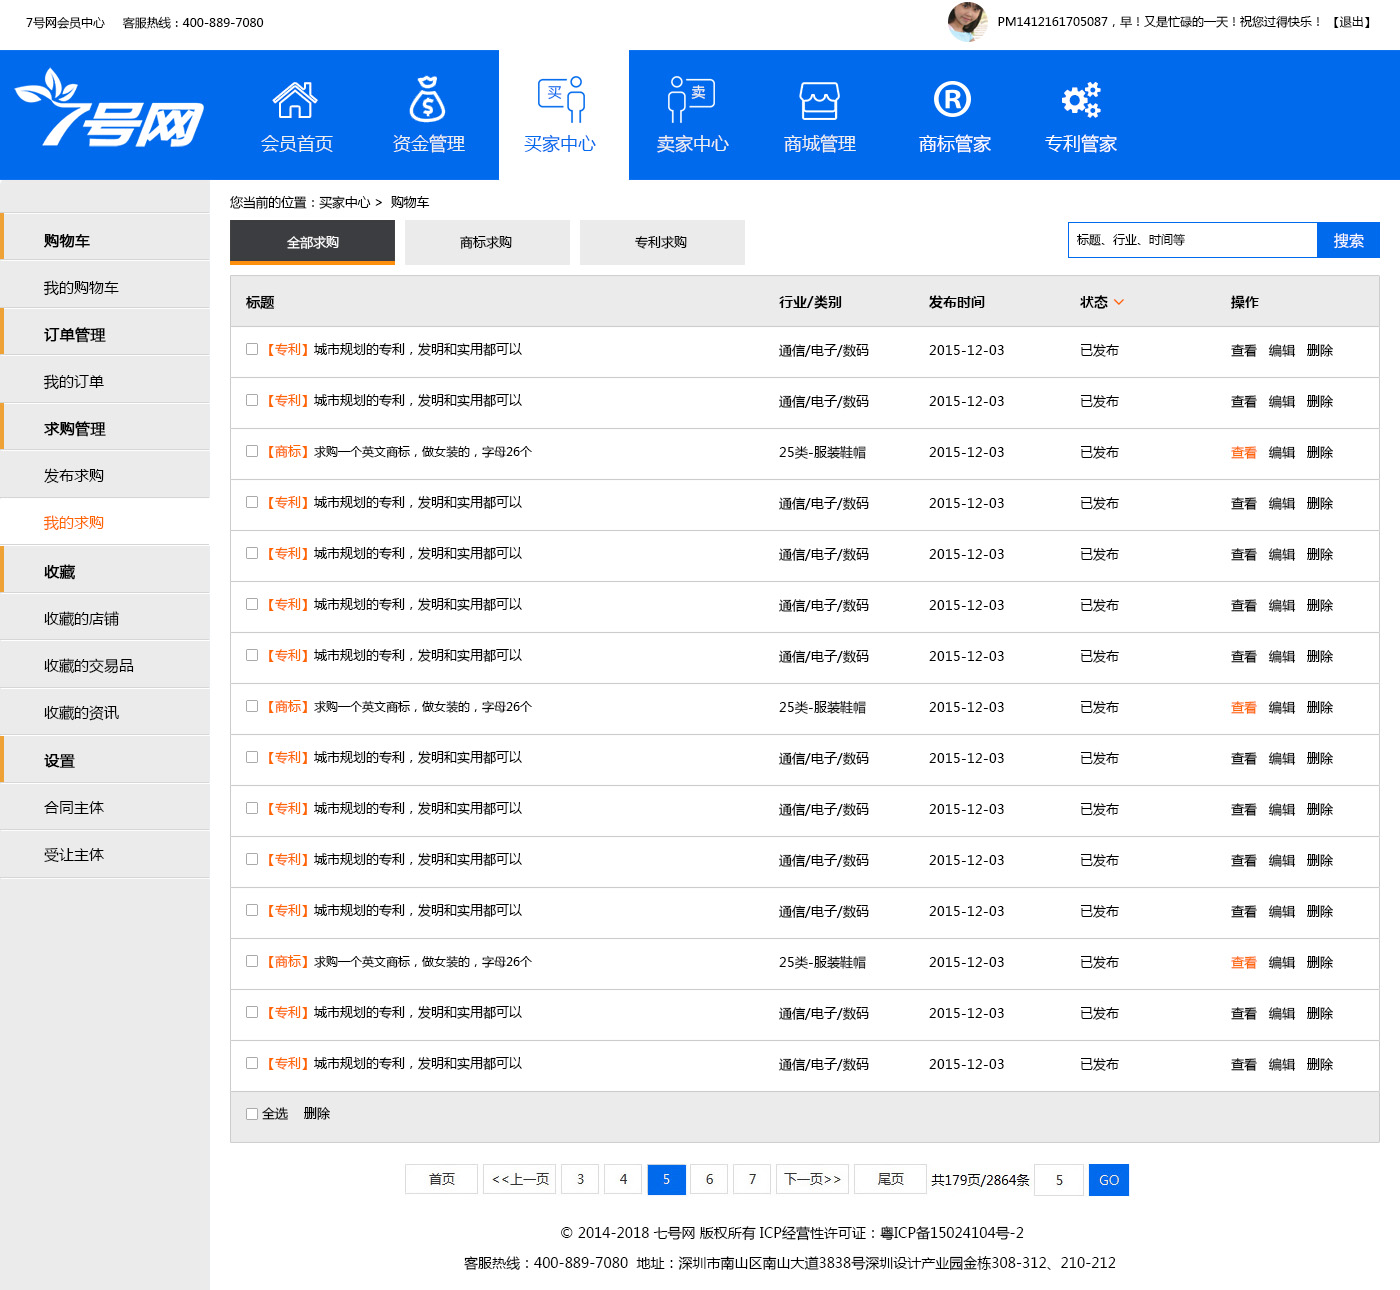 7号网会员中心 客服热线：400-889-7080 PM1412161705087，早！又是忙碌的一天！祝您过得快乐！【退出】
7号网
买 卖 R
会员首页 资金管理 买家中心 卖家中心 商城管理 商标管家 专利管家
您当前的位置：买家中心 > 购物车
全部求购 商标求购 专利求购 标题、行业、时间等 搜索
购物车
我的购物车
订单管理
我的订单
求购管理
发布求购
我的求购
收藏
收藏的店铺
收藏的交易品
收藏的资讯
设置
合同主体
受让主体
标题 行业/类别 发布时间 状态 操作
【专利】城市规划的专利，发明和实用都可以 通信/电子/数码 2015-12-03 已发布 查看 编辑 删除
【专利】城市规划的专利，发明和实用都可以 通信/电子/数码 2015-12-03 已发布 查看 编辑 删除
【商标】求购一个英文商标，做女装的，字母26个 25类-服装鞋帽 2015-12-03 已发布 查看 编辑 删除
【专利】城市规划的专利，发明和实用都可以 通信/电子/数码 2015-12-03 已发布 查看 编辑 删除
【专利】城市规划的专利，发明和实用都可以 通信/电子/数码 2015-12-03 已发布 查看 编辑 删除
【专利】城市规划的专利，发明和实用都可以 通信/电子/数码 2015-12-03 已发布 查看 编辑 删除
【专利】城市规划的专利，发明和实用都可以 通信/电子/数码 2015-12-03 已发布 查看 编辑 删除
【商标】求购一个英文商标，做女装的，字母26个 25类-服装鞋帽 2015-12-03 已发布 查看 编辑 删除
【专利】城市规划的专利，发明和实用都可以 通信/电子/数码 2015-12-03 已发布 查看 编辑 删除
【专利】城市规划的专利，发明和实用都可以 通信/电子/数码 2015-12-03 已发布 查看 编辑 删除
【专利】城市规划的专利，发明和实用都可以 通信/电子/数码 2015-12-03 已发布 查看 编辑 删除
【专利】城市规划的专利，发明和实用都可以 通信/电子/数码 2015-12-03 已发布 查看 编辑 删除
【商标】求购一个英文商标，做女装的，字母26个 25类-服装鞋帽 2015-12-03 已发布 查看 编辑 删除
【专利】城市规划的专利，发明和实用都可以 通信/电子/数码 2015-12-03 已发布 查看 编辑 删除
【专利】城市规划的专利，发明和实用都可以 通信/电子/数码 2015-12-03 已发布 查看 编辑 删除
全选 删除
首页 <<上一页 3 4 5 6 7 下一页>> 尾页 共179页/2864条 5 GO
© 2014-2018 七号网 版权所有 ICP经营性许可证：粤ICP备15024104号-2
客服热线：400-889-7080 地址：深圳市南山区南山大道3838号深圳设计产业园金栋308-312、210-212